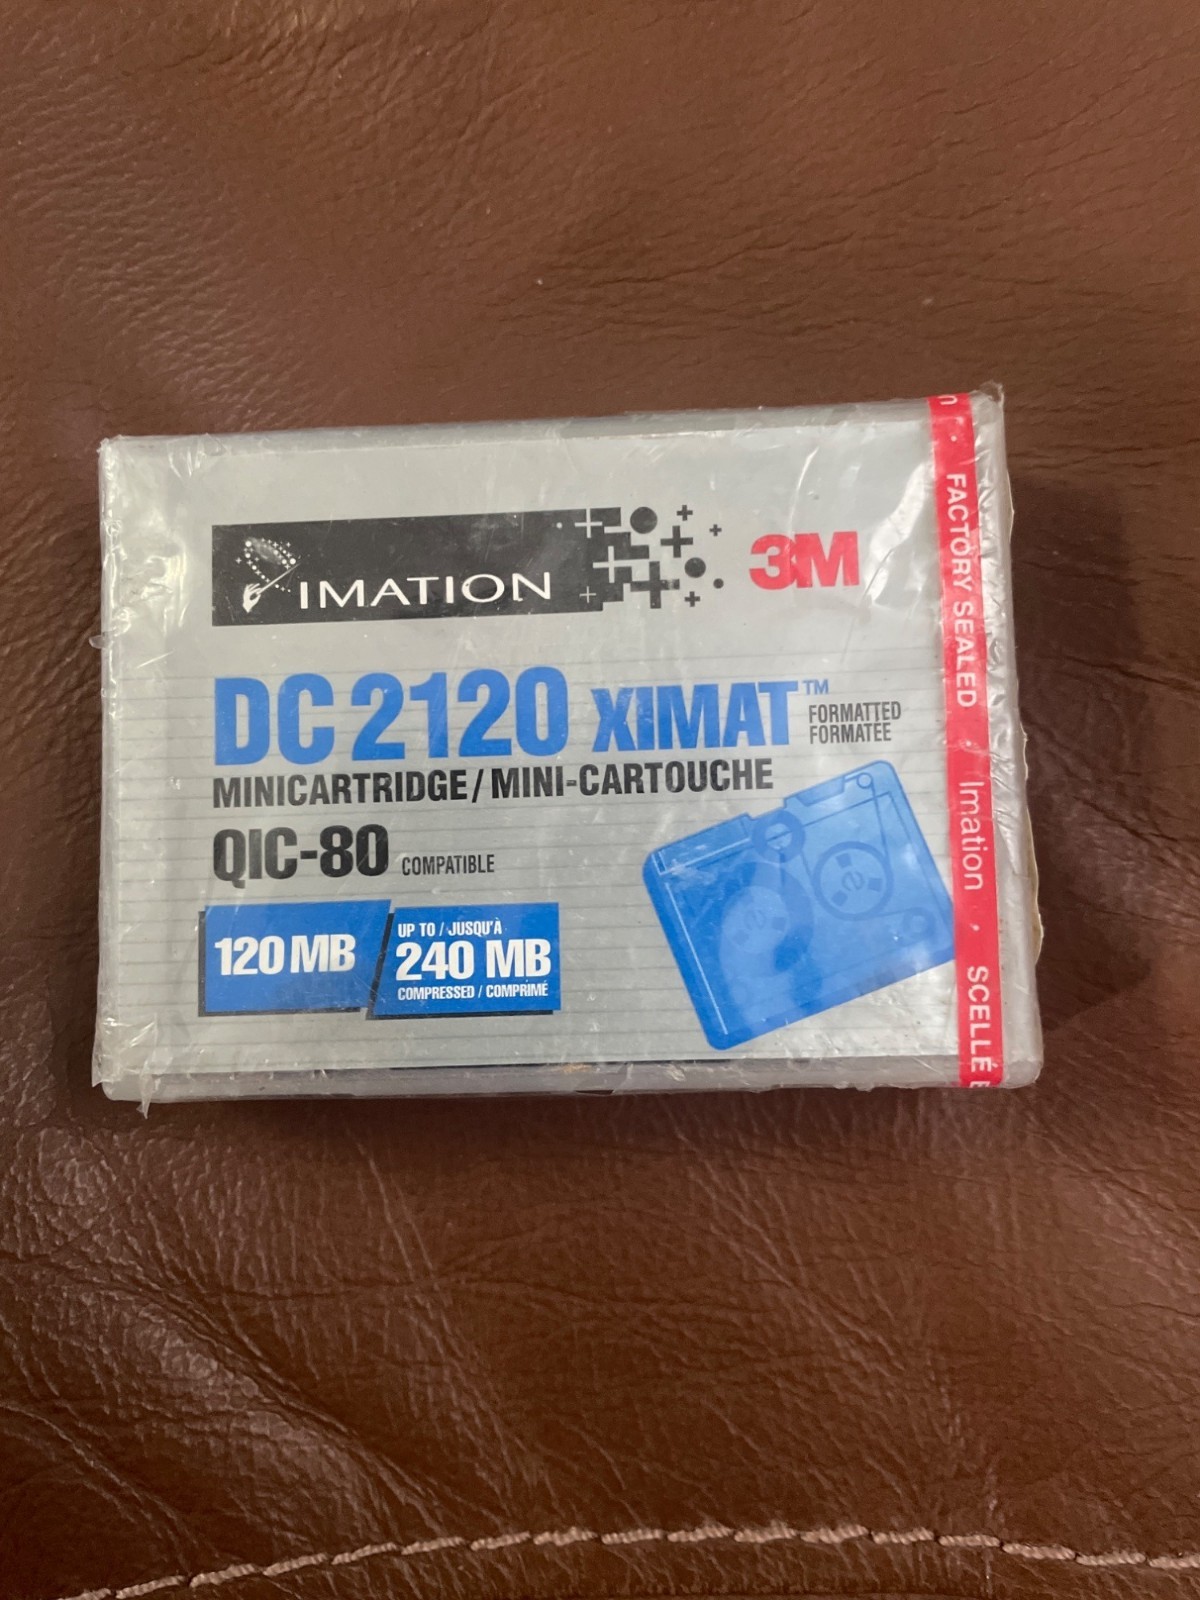 IMATION
3M
DC 2120 XIMAT™
FORMATTED
FORMATEE
MINICARTRIDGE / MINI-CARTOUCHE
QIC-80 COMPATIBLE
120 MB
UP TO / JUSQU'À
240 MB
COMPRESSED / COMPRIMÉ
n · FACTORY SEALED · Imation · SCELLÉ